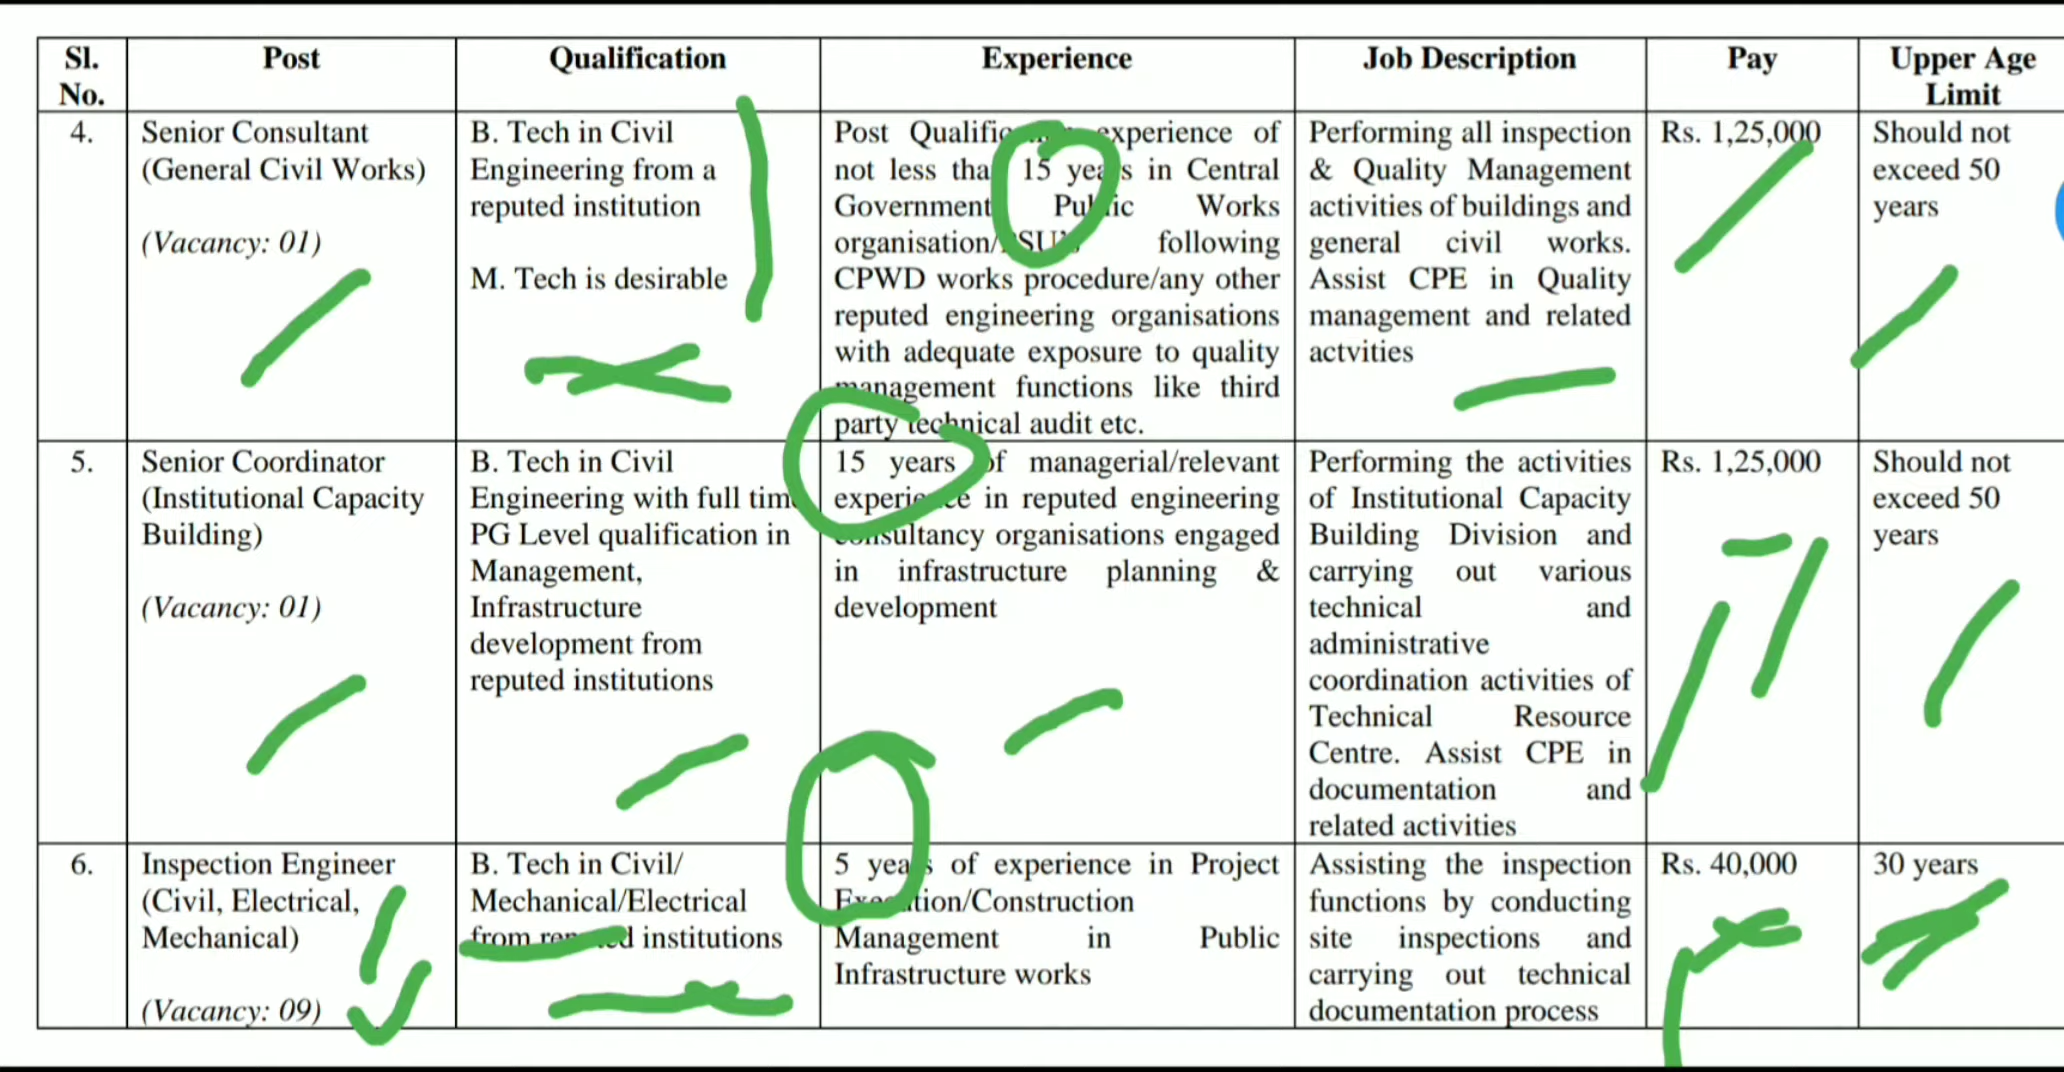 Sl. No.
Post
Qualification
Experience
Job Description
Pay
Upper Age Limit
4.
Senior Consultant
(General Civil Works)
(Vacancy: 01)
B. Tech in Civil
Engineering from a
reputed institution
M. Tech is desirable
Post experience of
not less 15 years in Central
Government Public Works
organisation/ following
CPWD works procedure/any other
reputed engineering organisations
with adequate exposure to quality
management functions like third
party technical audit etc.
Performing all inspection
& Quality Management
activities of buildings and
general civil works.
Assist CPE in Quality
management and related
actvities
Rs. 1,25,000
Should not
exceed 50
years
5.
Senior Coordinator
(Institutional Capacity
Building)
(Vacancy: 01)
B. Tech in Civil
Engineering with full
PG Level qualification in
Management,
Infrastructure
development from
reputed institutions
15 years of managerial/relevant
experience in reputed engineering
consultancy organisations engaged
in infrastructure planning &
development
Performing the activities
of Institutional Capacity
Building Division and
carrying out various
technical and
administrative
coordination activities of
Technical Resource
Centre. Assist CPE in
documentation and
related activities
Rs. 1,25,000
Should not
exceed 50
years
6.
Inspection Engineer
(Civil, Electrical,
Mechanical)
(Vacancy: 09)
B. Tech in Civil/
Mechanical/Electrical
from reputed institutions
5 years of experience in Project
Execution/Construction
Management in Public
Infrastructure works
Assisting the inspection
functions by conducting
site inspections and
carrying out technical
documentation process
Rs. 40,000
30 years